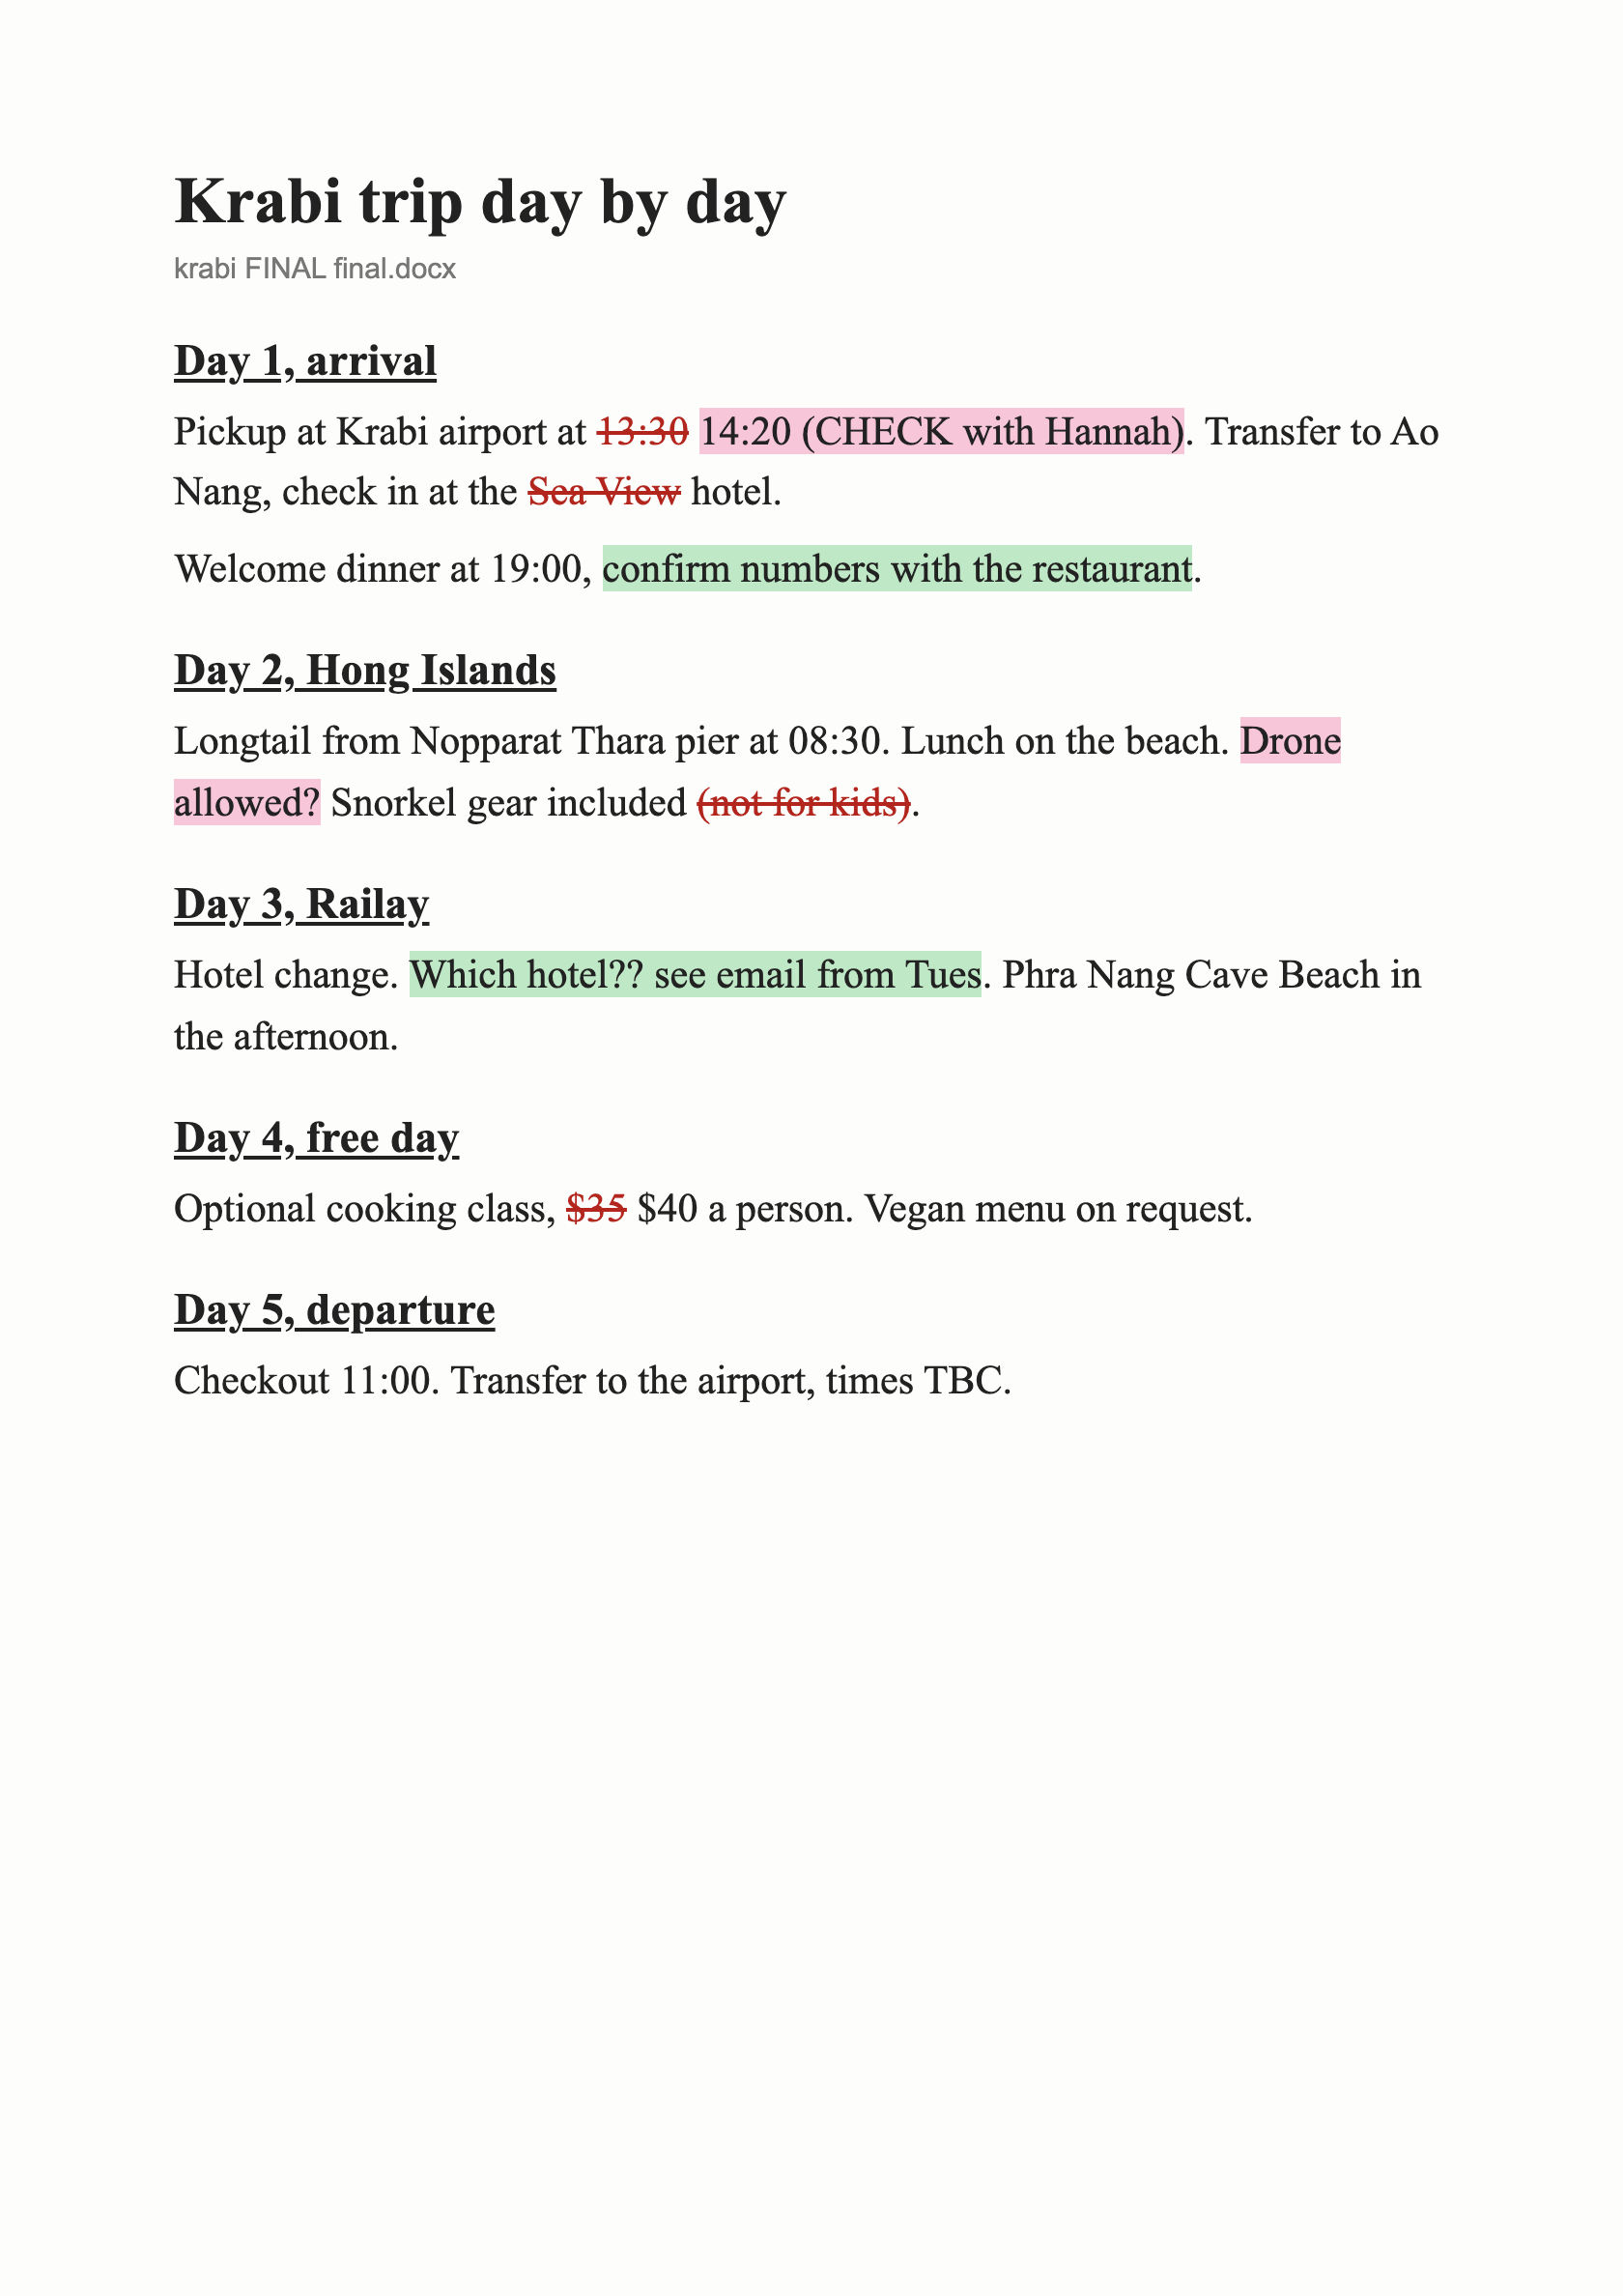 Krabi trip day by day
krabi FINAL final.docx
Day 1, arrival
Pickup at Krabi airport at 13:30 14:20 (CHECK with Hannah). Transfer to Ao
Nang, check in at the Sea View hotel.
Welcome dinner at 19:00, confirm numbers with the restaurant.
Day 2, Hong Islands
Longtail from Nopparat Thara pier at 08:30. Lunch on the beach. Drone
allowed? Snorkel gear included (not for kids).
Day 3, Railay
Hotel change. Which hotel?? see email from Tues. Phra Nang Cave Beach in
the afternoon.
Day 4, free day
Optional cooking class, $35 $40 a person. Vegan menu on request.
Day 5, departure
Checkout 11:00. Transfer to the airport, times TBC.